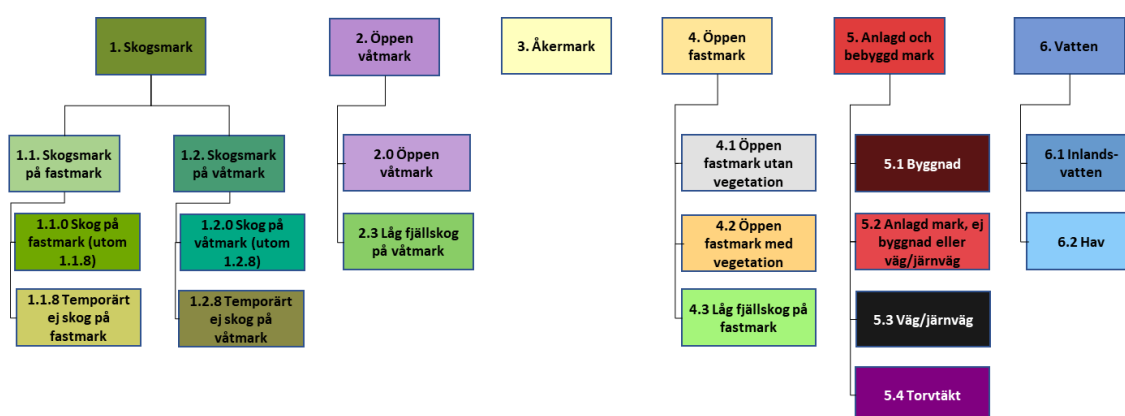 1. Skogsmark
1.1. Skogsmark
på fastmark
1.1.0 Skog på
fastmark (utom
1.1.8)
1.1.8 Temporärt
ej skog på
fastmark
1.2. Skogsmark
på våtmark
1.2.0 Skog på
våtmark (utom
1.2.8)
1.2.8 Temporärt
ej skog på
våtmark
2. Öppen
våtmark
2.0 Öppen
våtmark
2.3 Låg fjällskog
på våtmark
3. Åkermark
4. Öppen
fastmark
4.1 Öppen
fastmark utan
vegetation
4.2 Öppen
fastmark med
vegetation
4.3 Låg fjällskog på
fastmark
5. Anlagd och
bebyggd mark
5.1 Byggnad
5.2 Anlagd mark, ej
byggnad eller
väg/järnväg
5.3 Väg/järnväg
5.4 Torvtäkt
6. Vatten
6.1 Inlands-
vatten
6.2 Hav